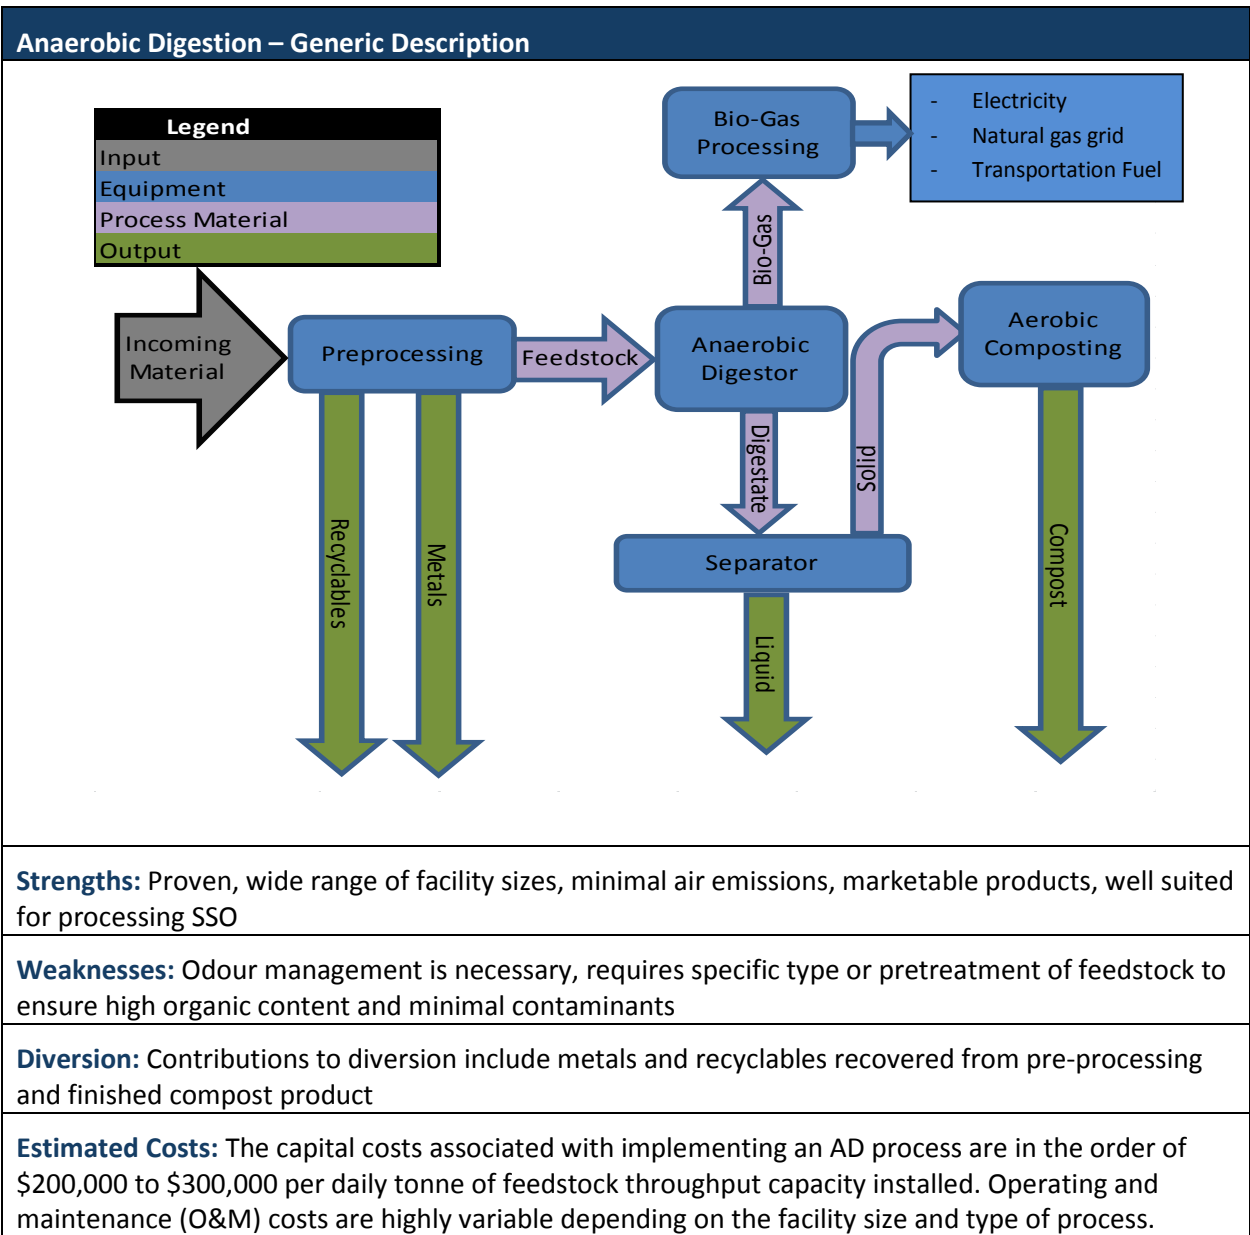 Anaerobic Digestion – Generic Description
Legend
Input
Equipment
Process Material
Output
Bio-Gas
Processing
- Electricity
- Natural gas grid
- Transportation Fuel
Bio-Gas
Incoming
Material
Preprocessing
Feedstock
Anaerobic
Digestor
Aerobic
Composting
Digestate
Solid
Recyclables
Metals
Separator
Liquid
Compost
Strengths: Proven, wide range of facility sizes, minimal air emissions, marketable products, well suited
for processing SSO
Weaknesses: Odour management is necessary, requires specific type or pretreatment of feedstock to
ensure high organic content and minimal contaminants
Diversion: Contributions to diversion include metals and recyclables recovered from pre-processing
and finished compost product
Estimated Costs: The capital costs associated with implementing an AD process are in the order of
$200,000 to $300,000 per daily tonne of feedstock throughput capacity installed. Operating and
maintenance (O&M) costs are highly variable depending on the facility size and type of process.